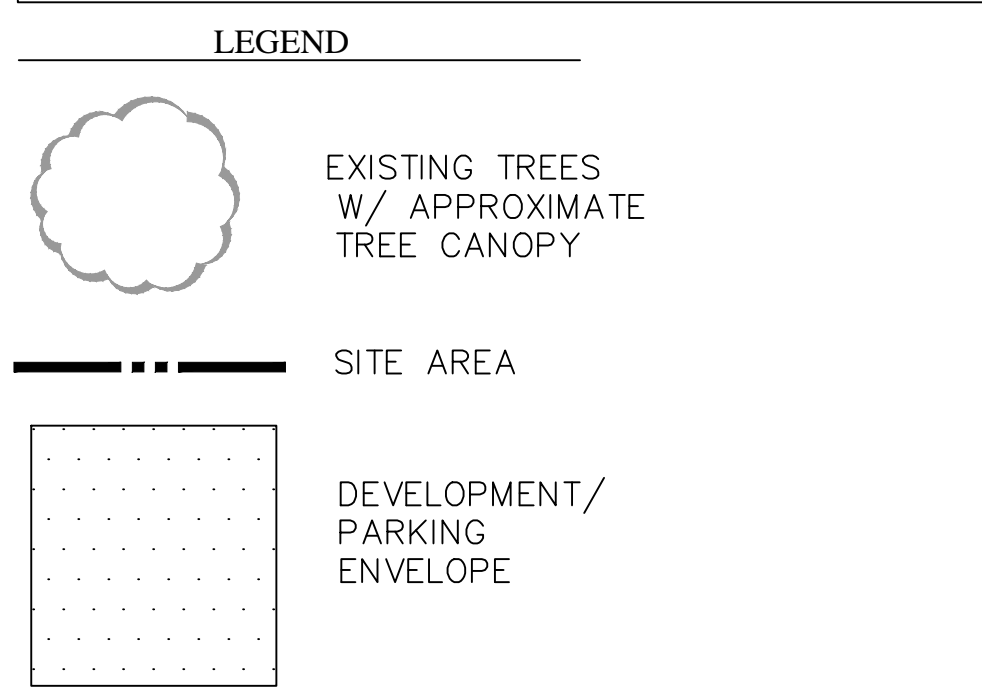 LEGEND
EXISTING TREES
W/ APPROXIMATE
TREE CANOPY
SITE AREA
DEVELOPMENT/
PARKING
ENVELOPE